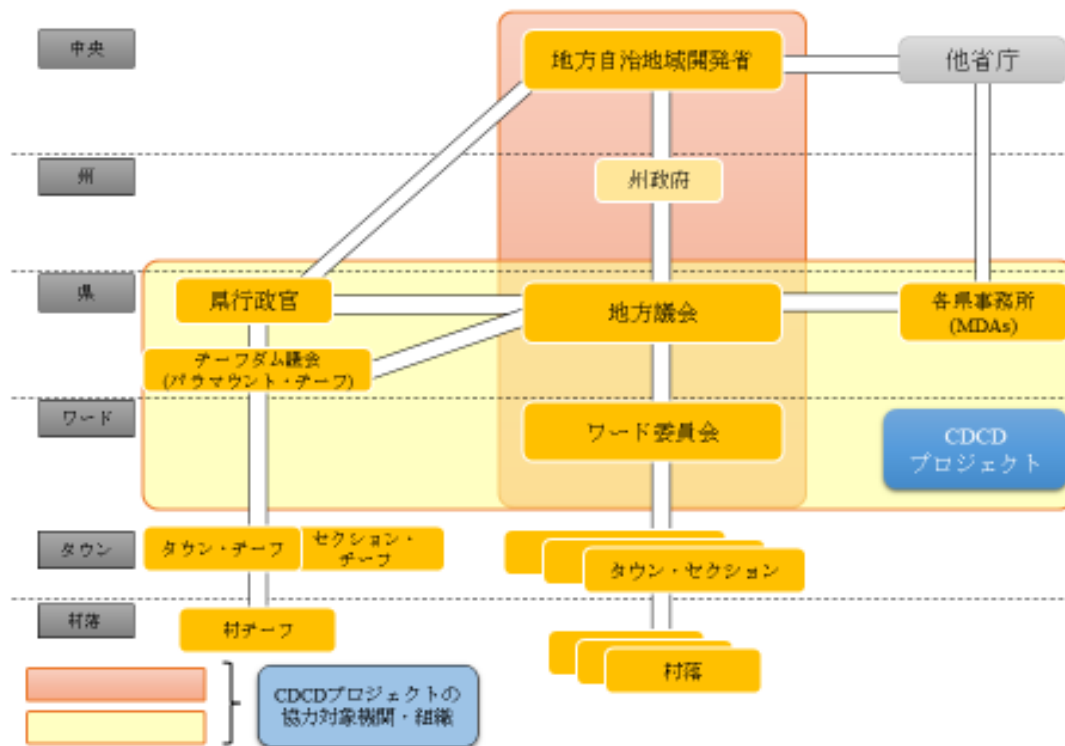 中央
地方自治地域開発省
他省庁
州
州政府
県
県行政官
地方議会
各県事務所
(MDAs)
チーフダム議会
(パラマウント・チーフ)
ワード
ワード委員会
CDCD
プロジェクト
タウン
タウン・チーフ
セクション・
チーフ
タウン・セクション
村落
村チーフ
村落
CDCDプロジェクトの
協力対象機関・組織